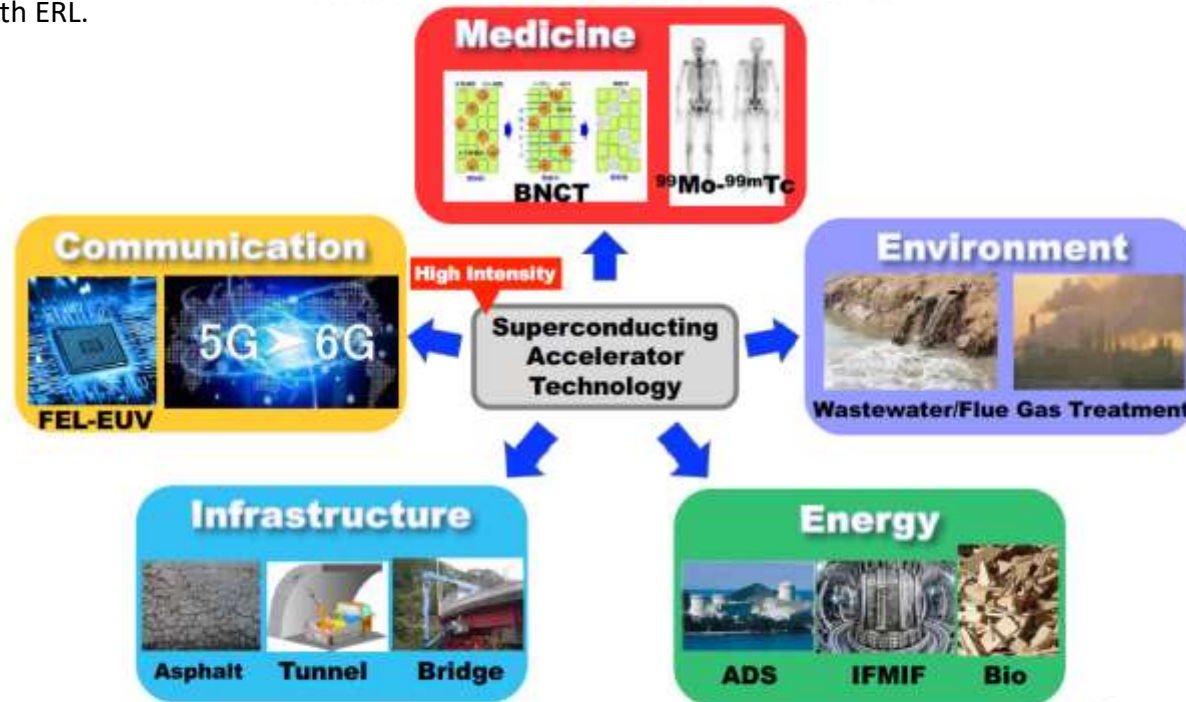 th ERL.
Medicine
BNCT
99Mo-99mTc
Communication
5G > 6G
FEL-EUV
High Intensity
Superconducting
Accelerator
Technology
Environment
Wastewater/Flue Gas Treatment
Infrastructure
Asphalt Tunnel Bridge
Energy
ADS IFMIF Bio